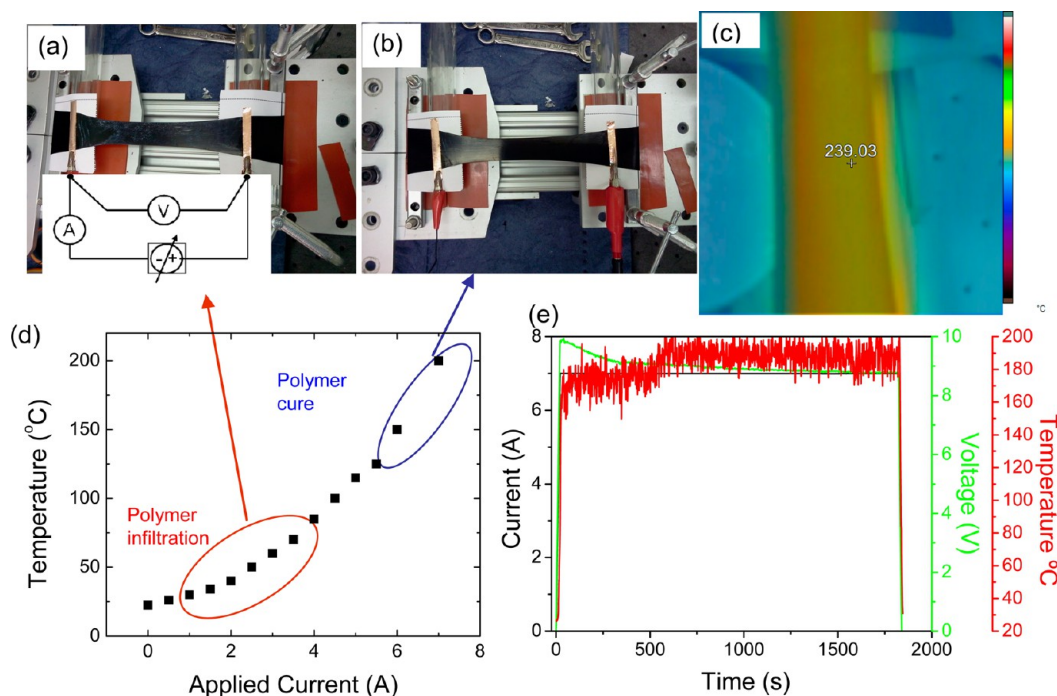 (a)
(b)
(c)
V
A
- +
239.03
°C
(d)
(e)
Temperature (°C)
200
150
100
50
0
Polymer
cure
Polymer
infiltration
0 2 4 6 8
Applied Current (A)
Current (A)
8
6
4
2
0
10
8
6
4
2
0
Voltage (V)
200
180
160
140
120
100
80
60
40
20
Temperature ºC
0 500 1000 1500 2000
Time (s)